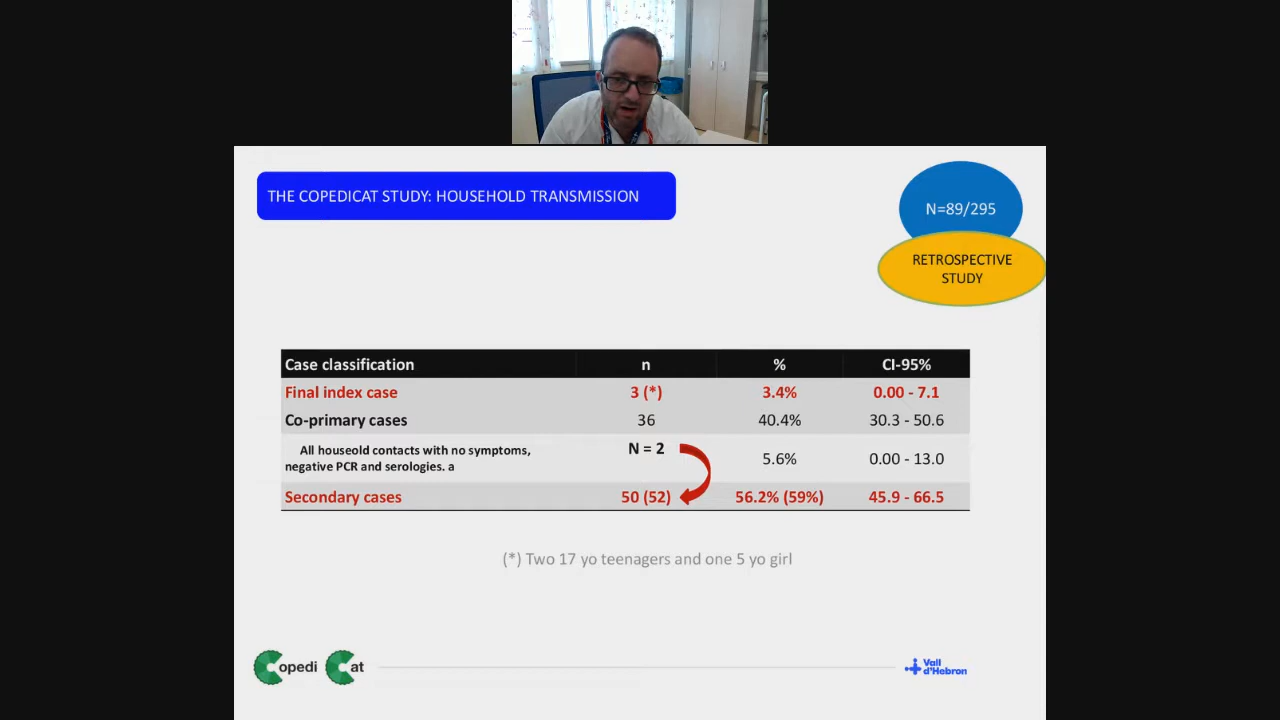 THE COPEDICAT STUDY: HOUSEHOLD TRANSMISSION
N=89/295
RETROSPECTIVE
STUDY
Case classification n % CI-95%
Final index case 3 (*) 3.4% 0.00 - 7.1
Co-primary cases 36 40.4% 30.3 - 50.6
All houseold contacts with no symptoms,
negative PCR and serologies. a N = 2 5.6% 0.00 - 13.0
Secondary cases 50 (52) 56.2% (59%) 45.9 - 66.5
(*) Two 17 yo teenagers and one 5 yo girl
Copedi Cat
Vall
d'Hebron